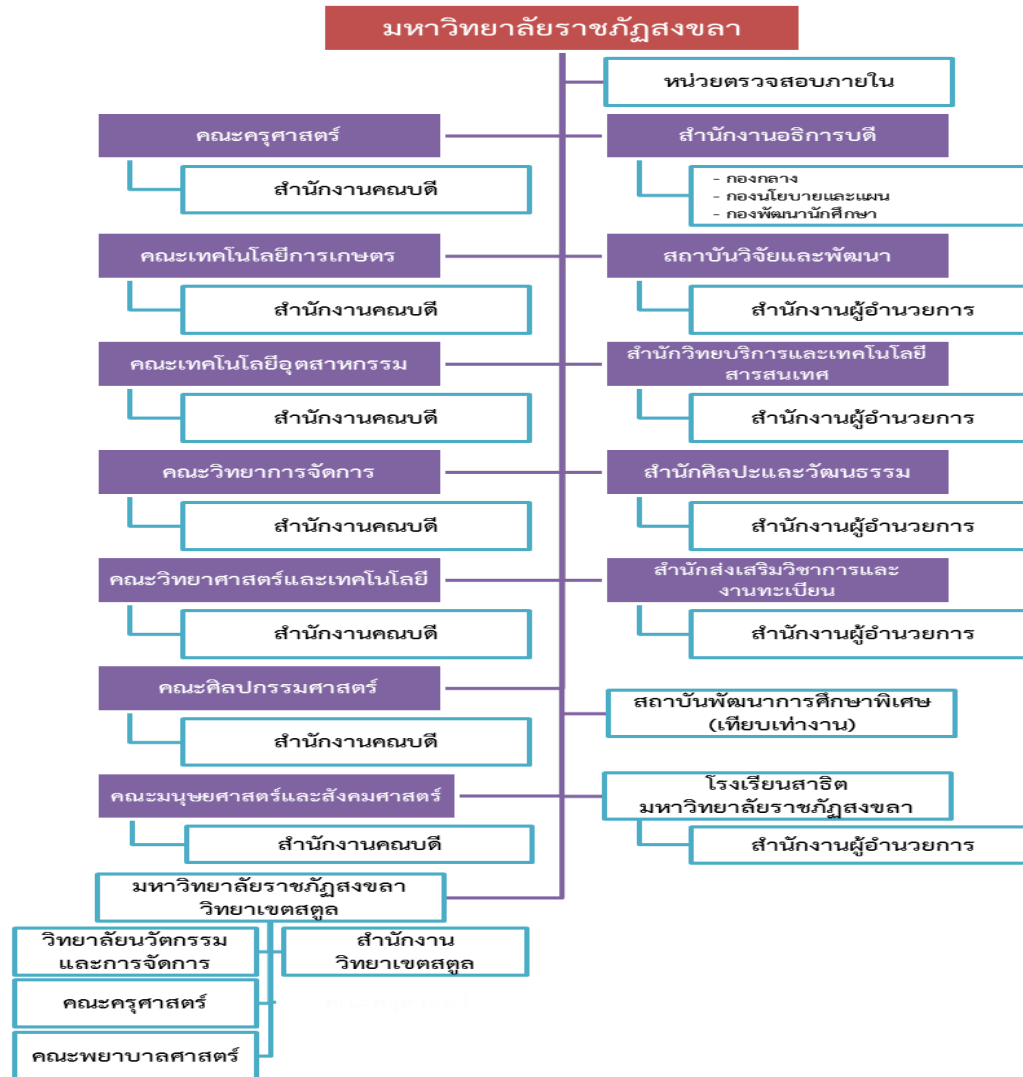 มหาวิทยาลัยราชภัฏสงขลา
หน่วยตรวจสอบภายใน
คณะครุศาสตร์
สำนักงานอธิการบดี
สำนักงานคณบดี
- กองกลาง
- กองนโยบายและแผน
- กองพัฒนานักศึกษา
คณะเทคโนโลยีการเกษตร
สถาบันวิจัยและพัฒนา
สำนักงานคณบดี
สำนักงานผู้อำนวยการ
คณะเทคโนโลยีอุตสาหกรรม
สำนักวิทยบริการและเทคโนโลยี
สารสนเทศ
สำนักงานคณบดี
สำนักงานผู้อำนวยการ
คณะวิทยาการจัดการ
สำนักศิลปะและวัฒนธรรม
สำนักงานคณบดี
สำนักงานผู้อำนวยการ
คณะวิทยาศาสตร์และเทคโนโลยี
สำนักส่งเสริมวิชาการและ
งานทะเบียน
สำนักงานคณบดี
สำนักงานผู้อำนวยการ
คณะศิลปกรรมศาสตร์
สถาบันพัฒนาการศึกษาพิเศษ
(เทียบเท่างาน)
สำนักงานคณบดี
คณะมนุษยศาสตร์และสังคมศาสตร์
โรงเรียนสาธิต
มหาวิทยาลัยราชภัฏสงขลา
สำนักงานคณบดี
สำนักงานผู้อำนวยการ
มหาวิทยาลัยราชภัฏสงขลา
วิทยาเขตสตูล
วิทยาลัยนวัตกรรม
และการจัดการ
สำนักงาน
วิทยาเขตสตูล
คณะครุศาสตร์
คณะพยาบาลศาสตร์